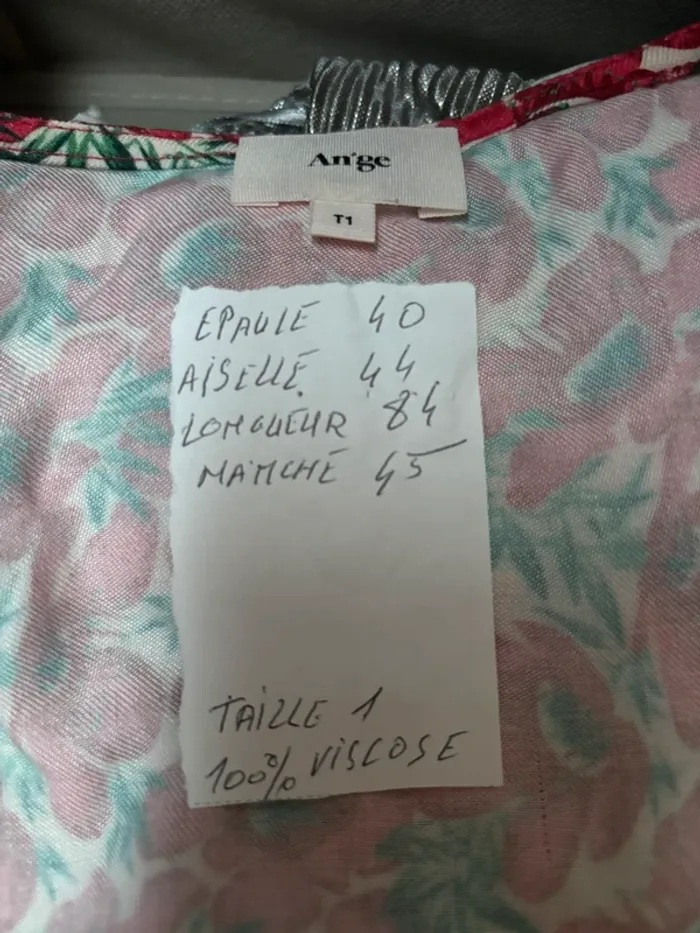 An'ge
T1
EPAULE 40
AISELLE 44
LONGUEUR 84
MANCHE 45
TAILLE 1
100% VISCOSE